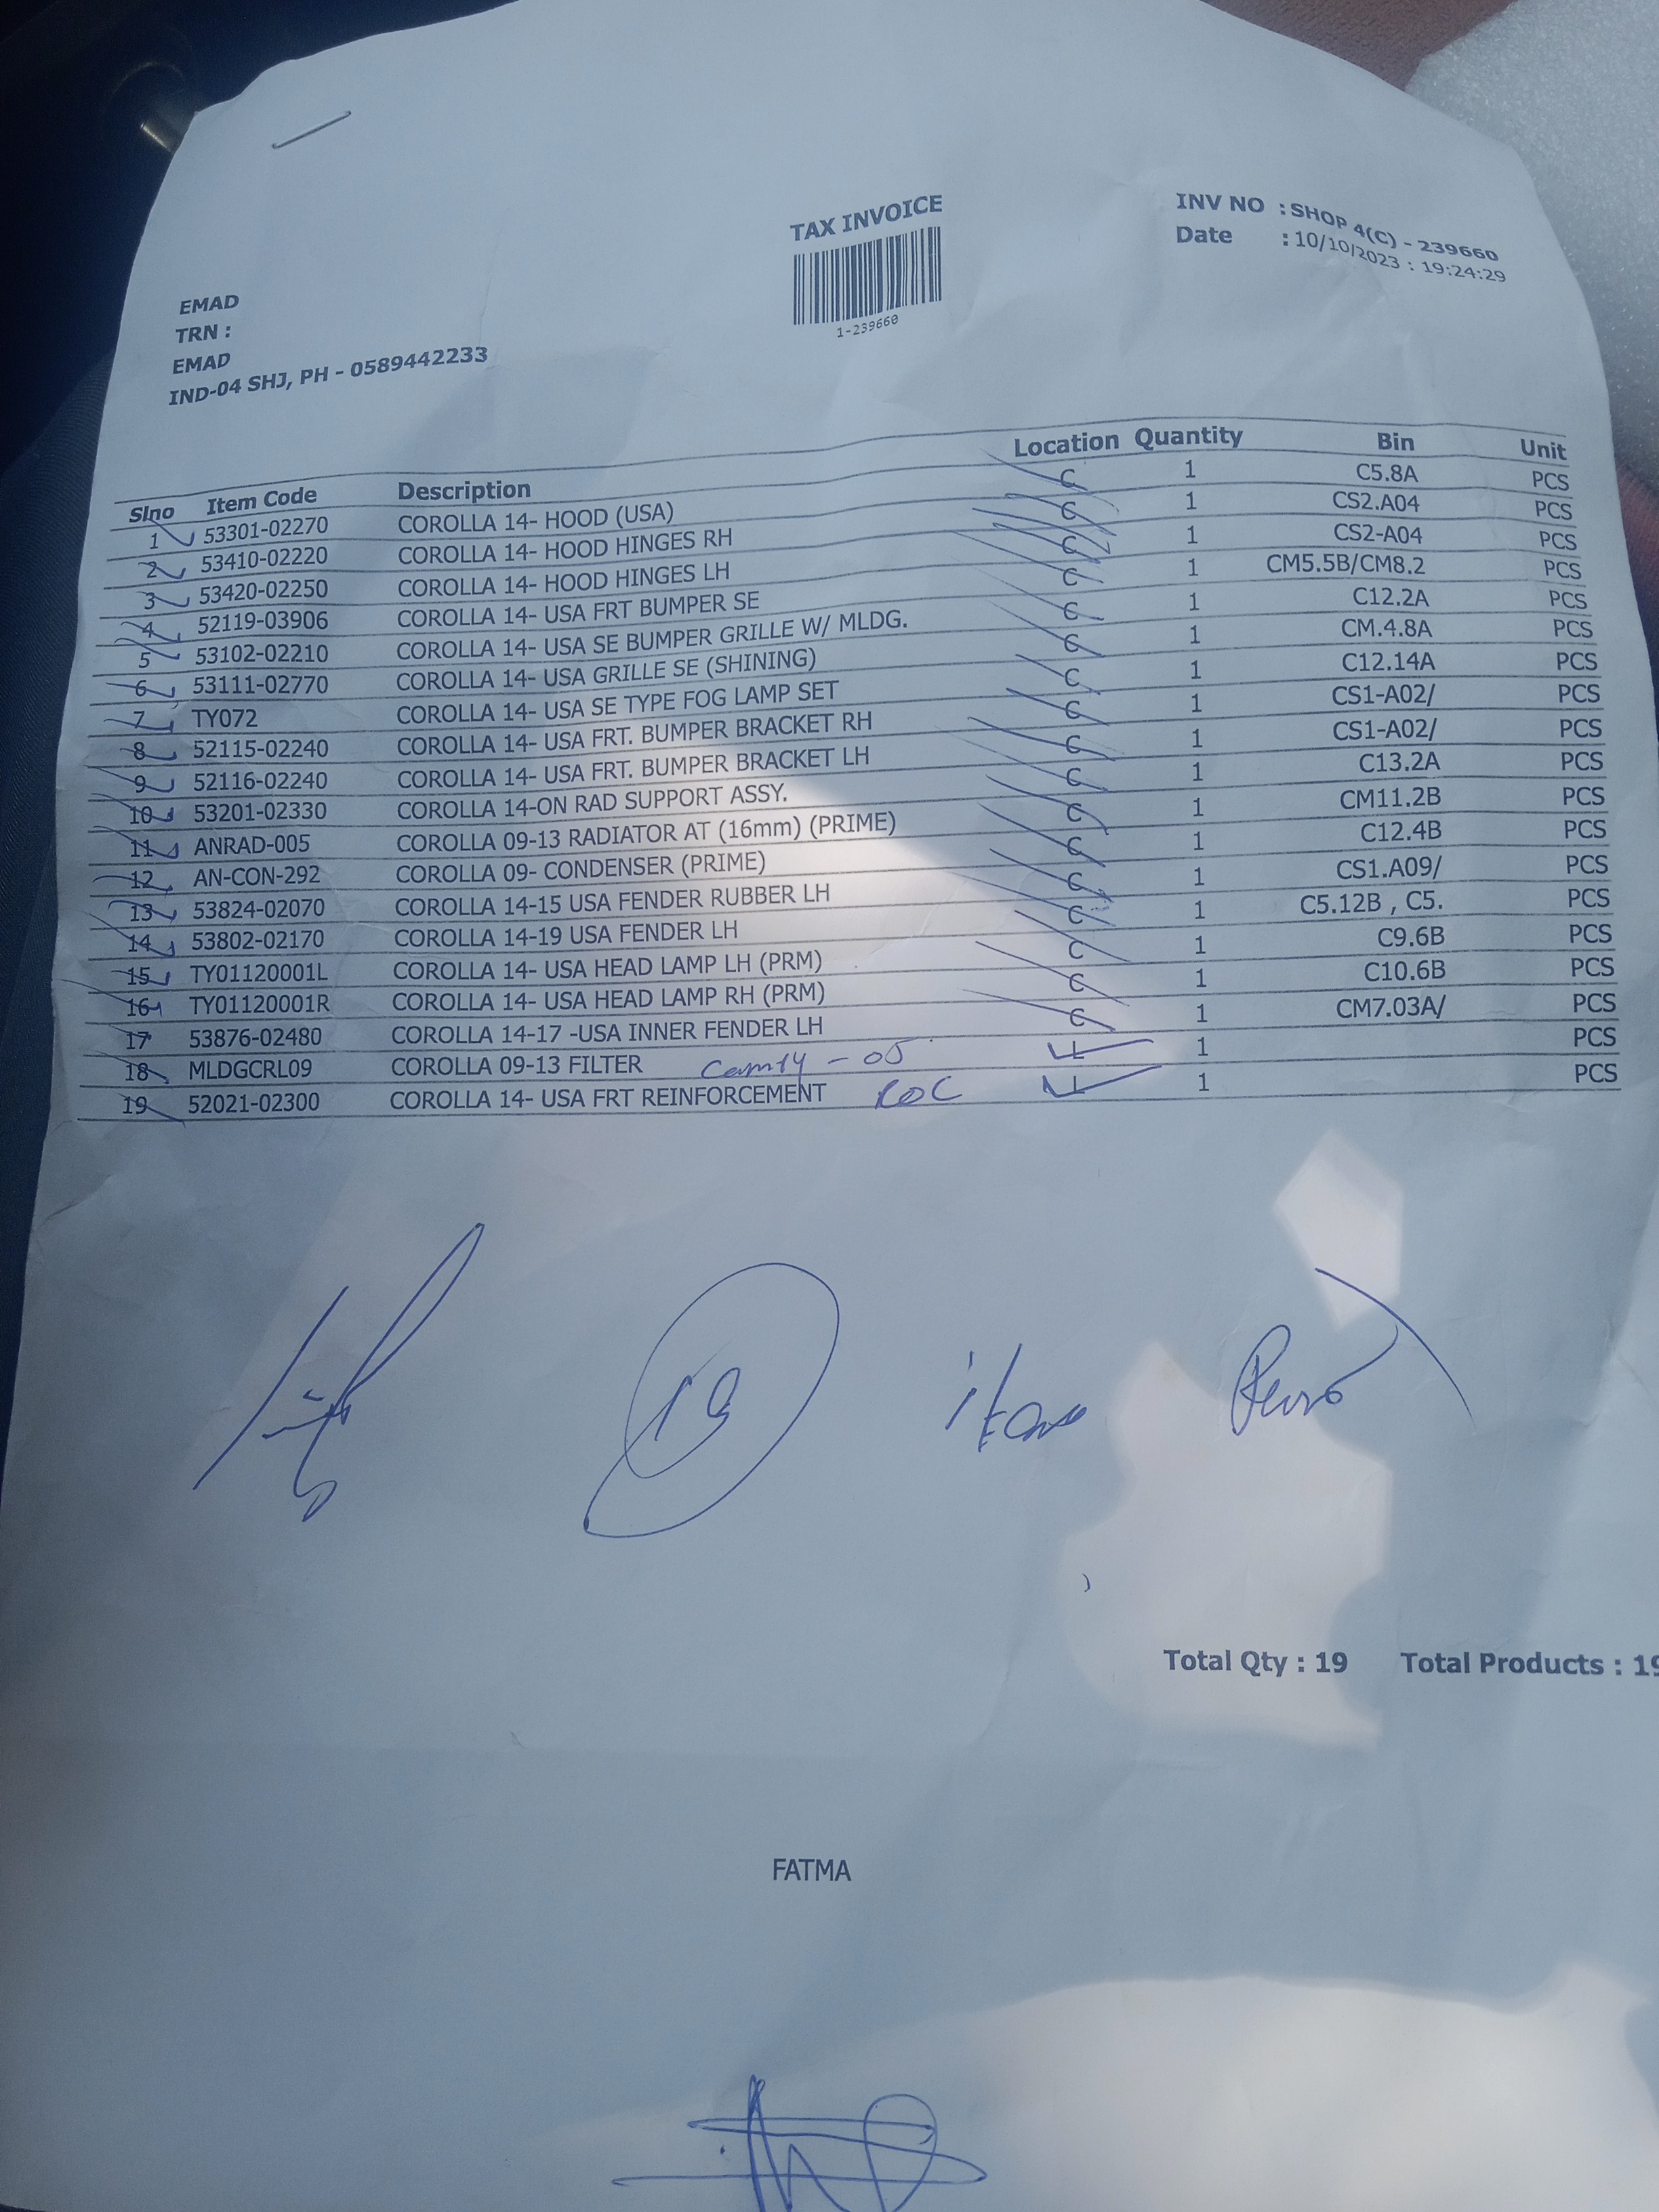 TAX INVOICE
1-239660
INV NO : SHOP 4(C) - 239660
Date : 10/10/2023 : 19:24:29
EMAD
TRN :
EMAD
IND-04 SHJ, PH - 0589442233
Slno Item Code Description Location Quantity Bin Unit
1 53301-02270 COROLLA 14- HOOD (USA) C 1 C5.8A PCS
2 53410-02220 COROLLA 14- HOOD HINGES RH C 1 CS2.A04 PCS
3 53420-02250 COROLLA 14- HOOD HINGES LH C 1 CS2-A04 PCS
4 52119-03906 COROLLA 14- USA FRT BUMPER SE C 1 CM5.5B/CM8.2 PCS
5 53102-02210 COROLLA 14- USA SE BUMPER GRILLE W/ MLDG. C 1 C12.2A PCS
6 53111-02770 COROLLA 14- USA GRILLE SE (SHINING) C 1 CM.4.8A PCS
7 TY072 COROLLA 14- USA SE TYPE FOG LAMP SET C 1 C12.14A PCS
8 52115-02240 COROLLA 14- USA FRT. BUMPER BRACKET RH C 1 CS1-A02/ PCS
9 52116-02240 COROLLA 14- USA FRT. BUMPER BRACKET LH C 1 CS1-A02/ PCS
10 53201-02330 COROLLA 14-ON RAD SUPPORT ASSY. C 1 C13.2A PCS
11 ANRAD-005 COROLLA 09-13 RADIATOR AT (16mm) (PRIME) C 1 CM11.2B PCS
12 AN-CON-292 COROLLA 09- CONDENSER (PRIME) C 1 C12.4B PCS
13 53824-02070 COROLLA 14-15 USA FENDER RUBBER LH C 1 CS1.A09/ PCS
14 53802-02170 COROLLA 14-19 USA FENDER LH C 1 C5.12B , C5. PCS
15 TY01120001L COROLLA 14- USA HEAD LAMP LH (PRM) C 1 C9.6B PCS
16 TY01120001R COROLLA 14- USA HEAD LAMP RH (PRM) C 1 C10.6B PCS
17 53876-02480 COROLLA 14-17 -USA INNER FENDER LH C 1 CM7.03A/ PCS
18 MLDGCRL09 COROLLA 09-13 FILTER - 05 1 PCS
19 52021-02300 COROLLA 14- USA FRT REINFORCEMENT 1 PCS
19
Total Qty : 19 Total Products : 19
FATMA